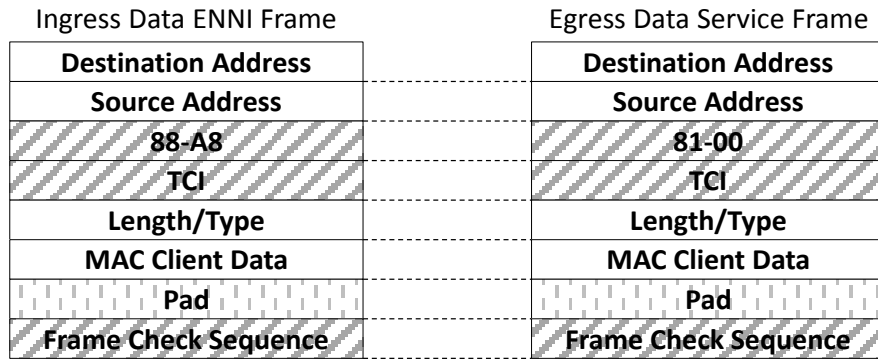 Ingress Data ENNI Frame
Destination Address
Source Address
88-A8
TCI
Length/Type
MAC Client Data
Pad
Frame Check Sequence
Egress Data Service Frame
Destination Address
Source Address
81-00
TCI
Length/Type
MAC Client Data
Pad
Frame Check Sequence